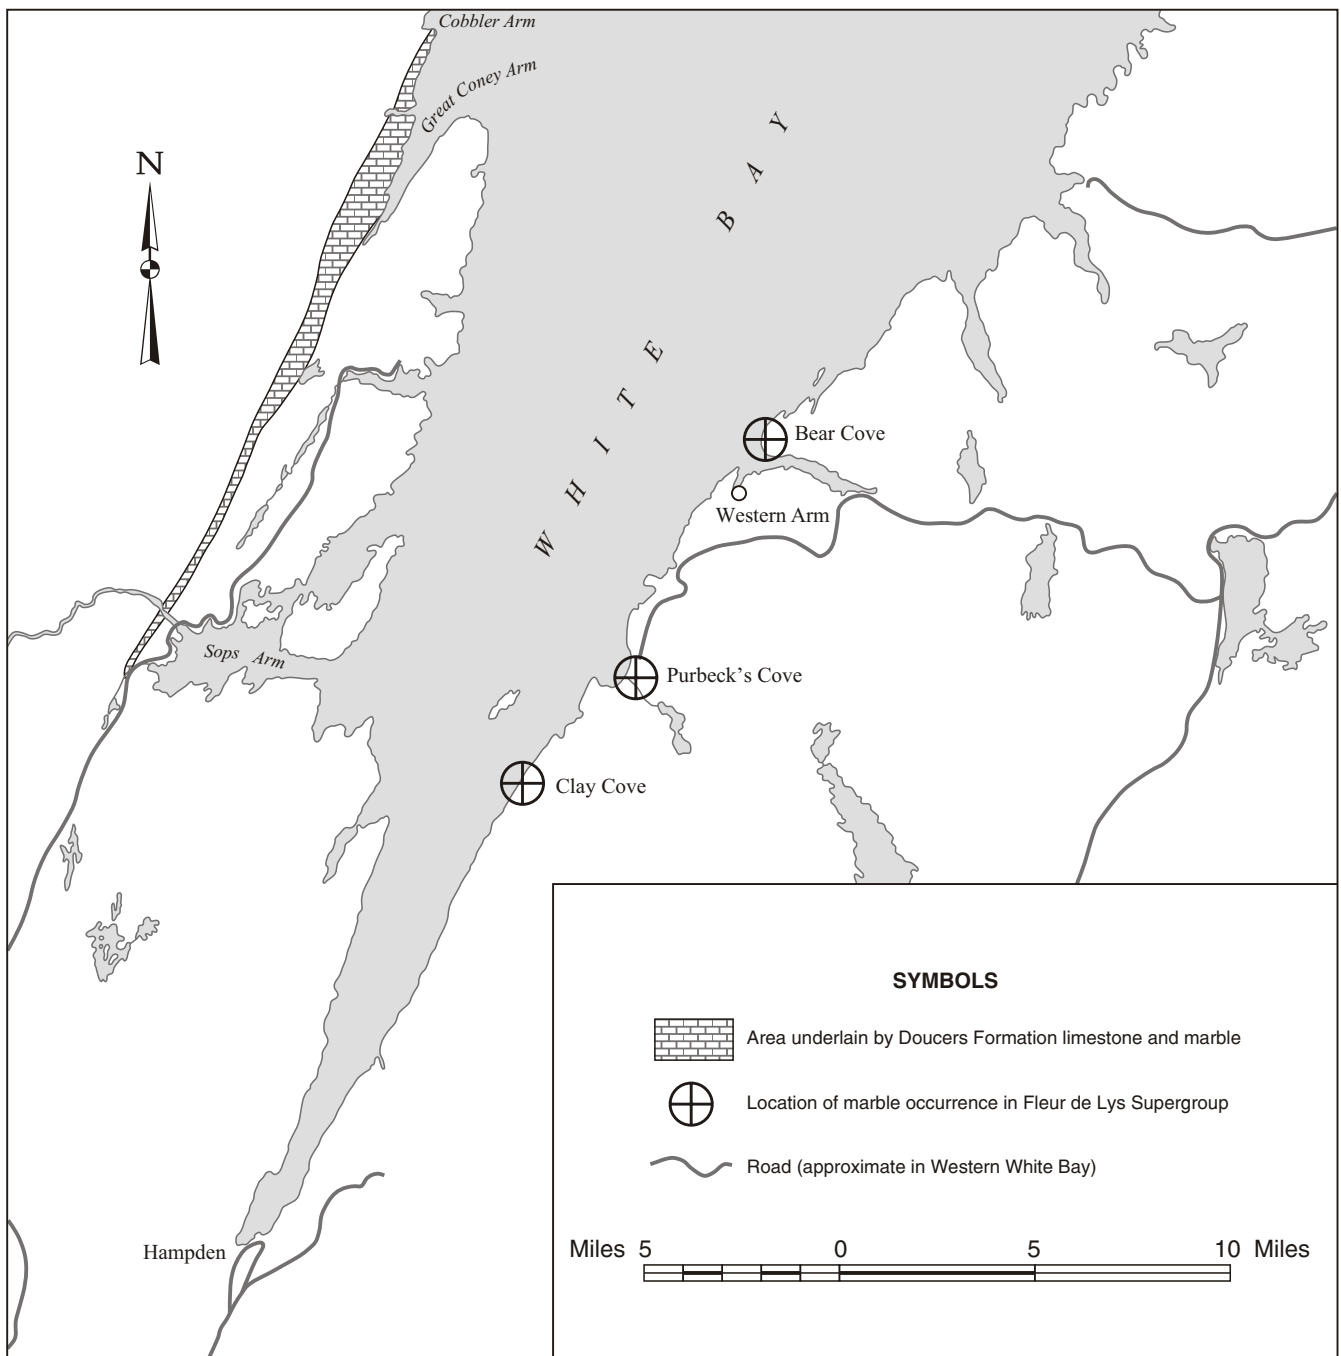 Cobbler Arm
Great Coney Arm
N
WHITE BAY
Bear Cove
Western Arm
Sops Arm
Purbeck's Cove
Clay Cove
Hampden
SYMBOLS
Area underlain by Doucers Formation limestone and marble
Location of marble occurrence in Fleur de Lys Supergroup
Road (approximate in Western White Bay)
Miles 5 0 5 10 Miles